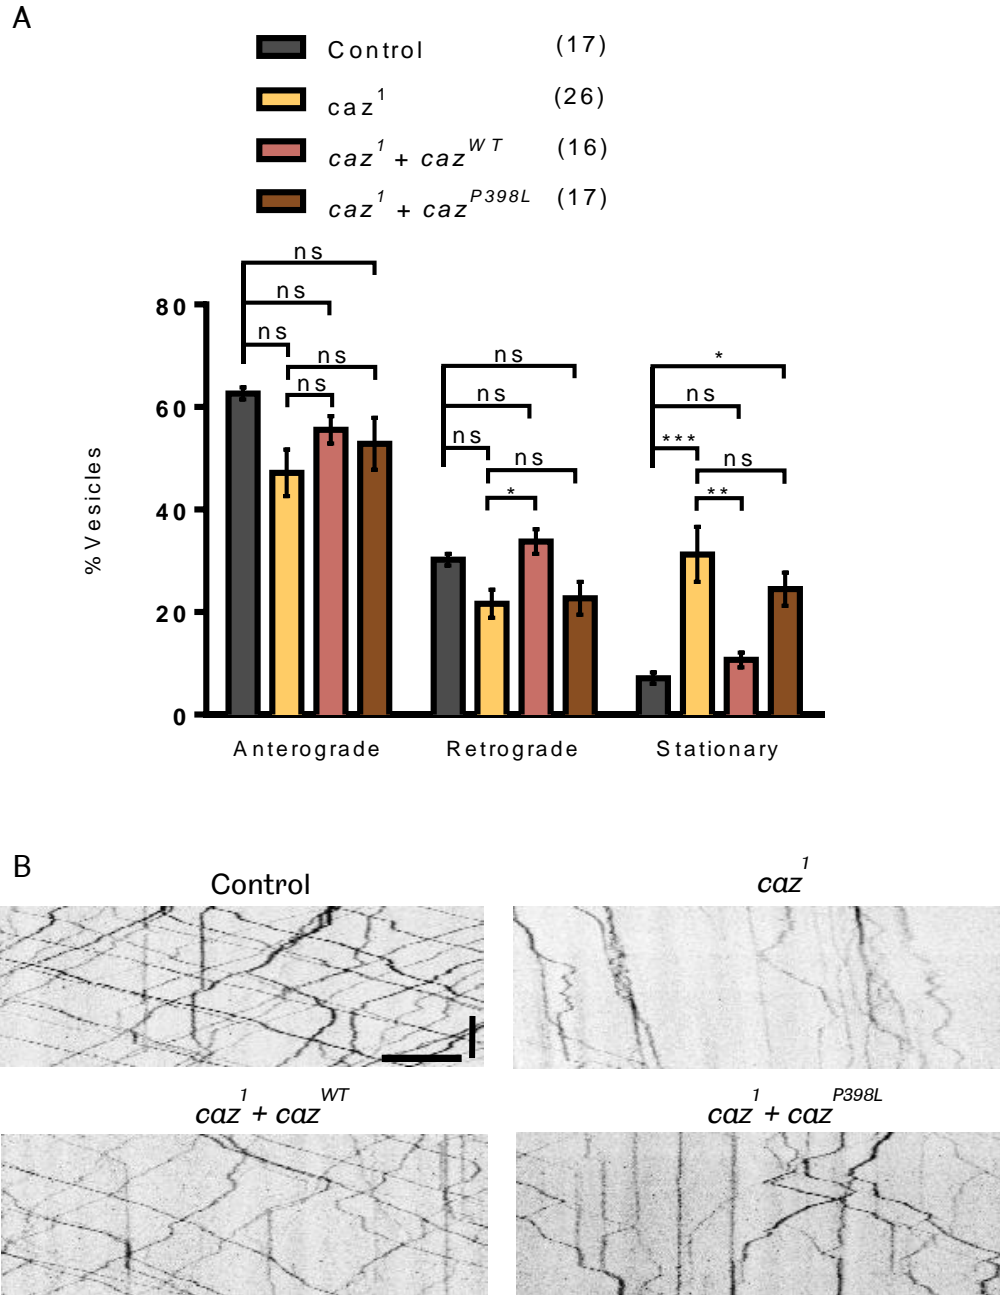 A
Control (17)
caz1 (26)
caz1 + cazWT (16)
caz1 + cazP398L (17)
ns
ns
ns
ns
ns
ns
ns
ns
ns
*
*
ns
***
ns
**
80
60
40
20
0
% Vesicles
Anterograde Retrograde Stationary
B
Control caz1
caz1 + cazWT caz1 + cazP398L